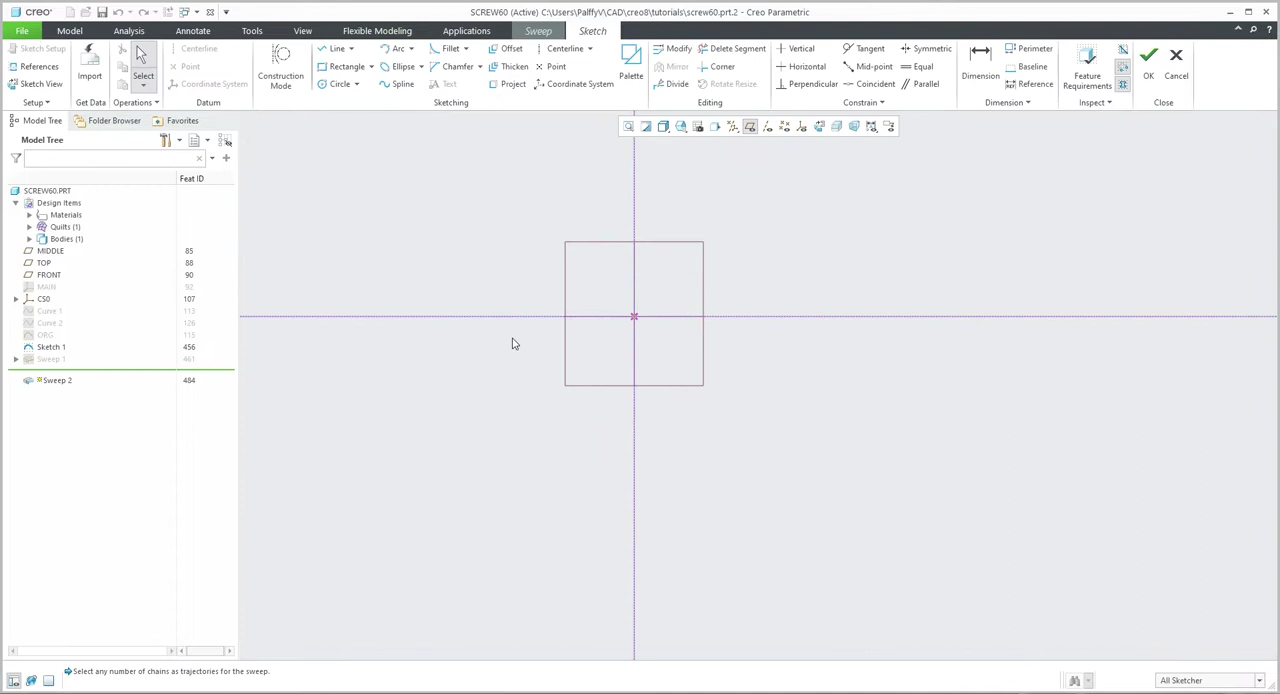 creo° SCREW60 (Active) C:\Users\PalffyV\CAD\creo8\tutorials\screw60.prt.2 - Creo Parametric
File Model Analysis Annotate Tools View Flexible Modeling Applications Sweep Sketch
Sketch Setup Centerline Line Arc Fillet Offset Centerline Modify Delete Segment Vertical Tangent Symmetric Perimeter
References Point Rectangle Ellipse Chamfer Thicken Point Mirror Corner Horizontal Mid-point Equal Baseline
Import Select Construction Mode Palette Dimension Feature Requirements OK Cancel
Sketch View Coordinate System Circle Spline Text Project Coordinate System Divide Rotate Resize Perpendicular Coincident Parallel Reference
Setup Get Data Operations Datum Sketching Editing Constrain Dimension Inspect Close
Model Tree Folder Browser Favorites
Model Tree
Feat ID
SCREW60.PRT
Design Items
Materials
Quilts (1)
Bodies (1)
MIDDLE 85
TOP 88
FRONT 90
MAIN 92
CS0 107
Curve 1 113
Curve 2 126
ORG 115
Sketch 1 456
Sweep 1 461
Sweep 2 484
Select any number of chains as trajectories for the sweep.
All Sketcher